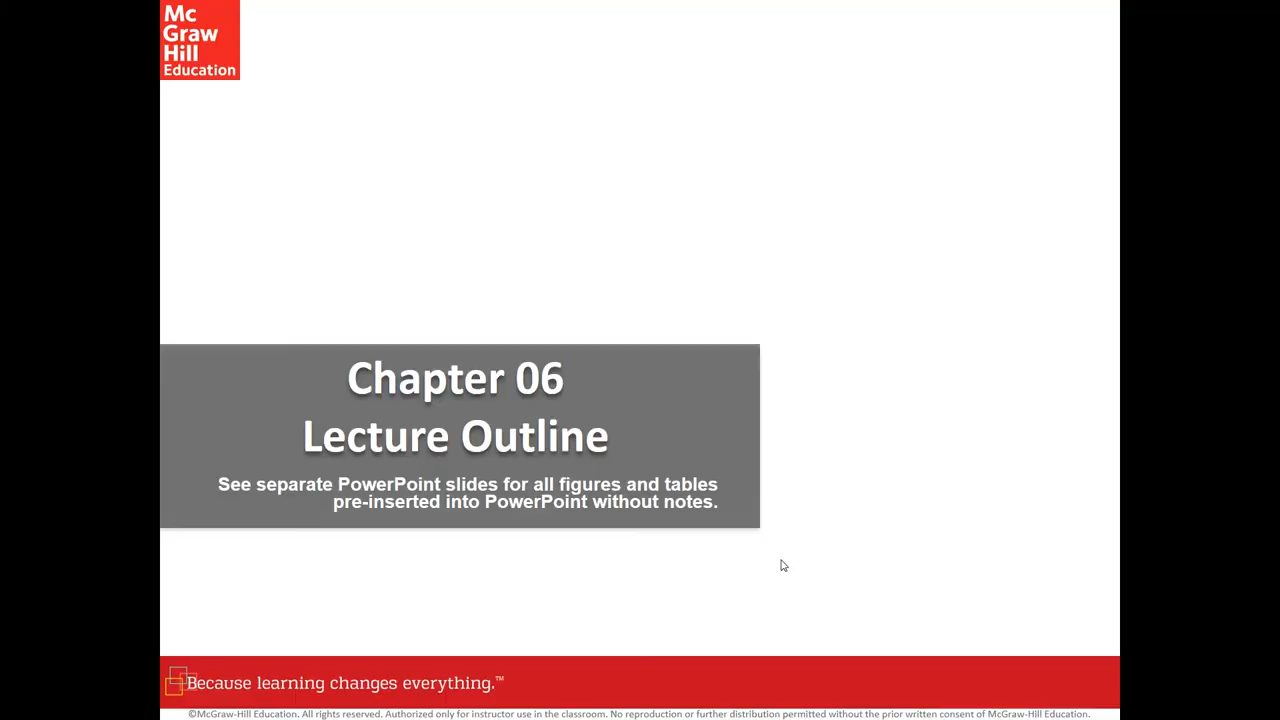 Mc
Graw
Hill
Education
Chapter 06
Lecture Outline
See separate PowerPoint slides for all figures and tables
pre-inserted into PowerPoint without notes.
Because learning changes everything.™
©McGraw-Hill Education. All rights reserved. Authorized only for instructor use in the classroom. No reproduction or further distribution permitted without the prior written consent of McGraw-Hill Education.